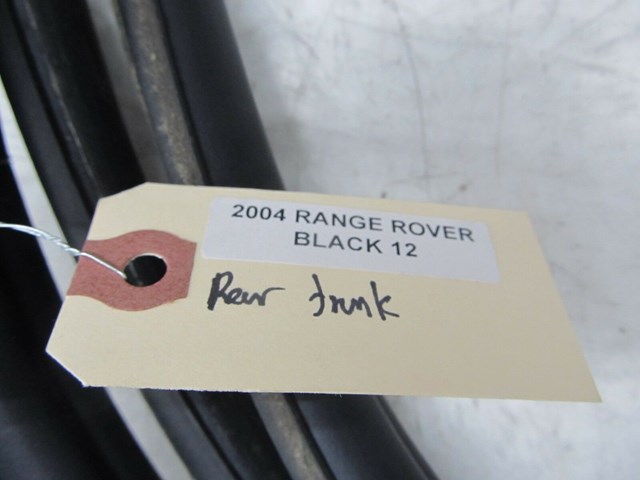 2004 RANGE ROVER
BLACK 12
Rear trunk